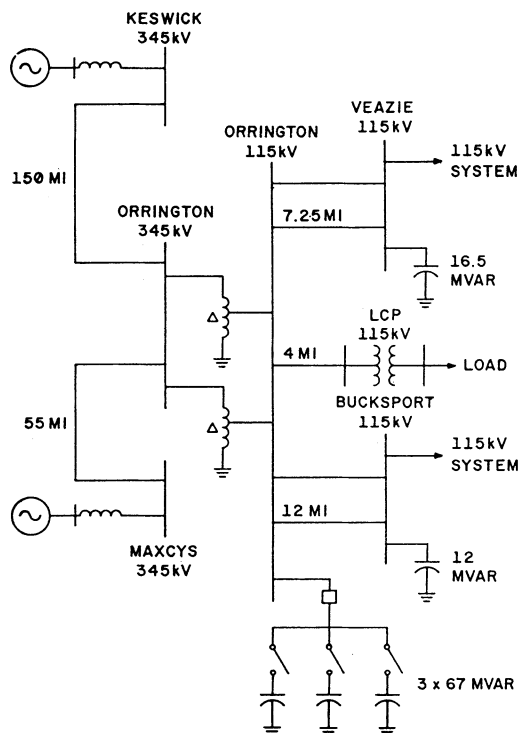 KESWICK
345kV
VEAZIE
115kV
ORRINGTON
115kV
115kV
SYSTEM
150 MI
ORRINGTON
345kV
7.25 MI
16.5
MVAR
Δ
LCP
115kV
4 MI
LOAD
BUCKSPORT
115kV
Δ
55 MI
115kV
SYSTEM
12 MI
MAXCYS
345kV
12
MVAR
3 x 67 MVAR